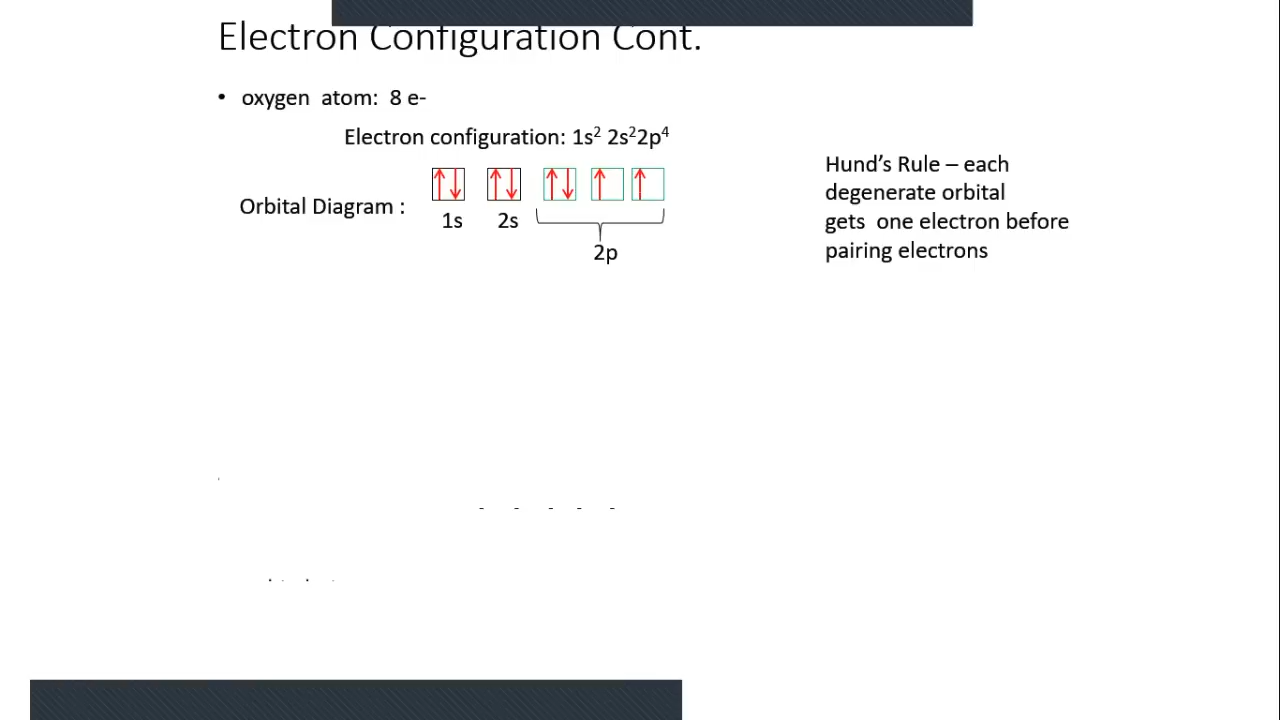 Electron Configuration Cont.
• oxygen atom: 8 e-
Electron configuration: 1s² 2s²2p⁴
Orbital Diagram :
1s 2s
2p
Hund's Rule – each
degenerate orbital
gets one electron before
pairing electrons